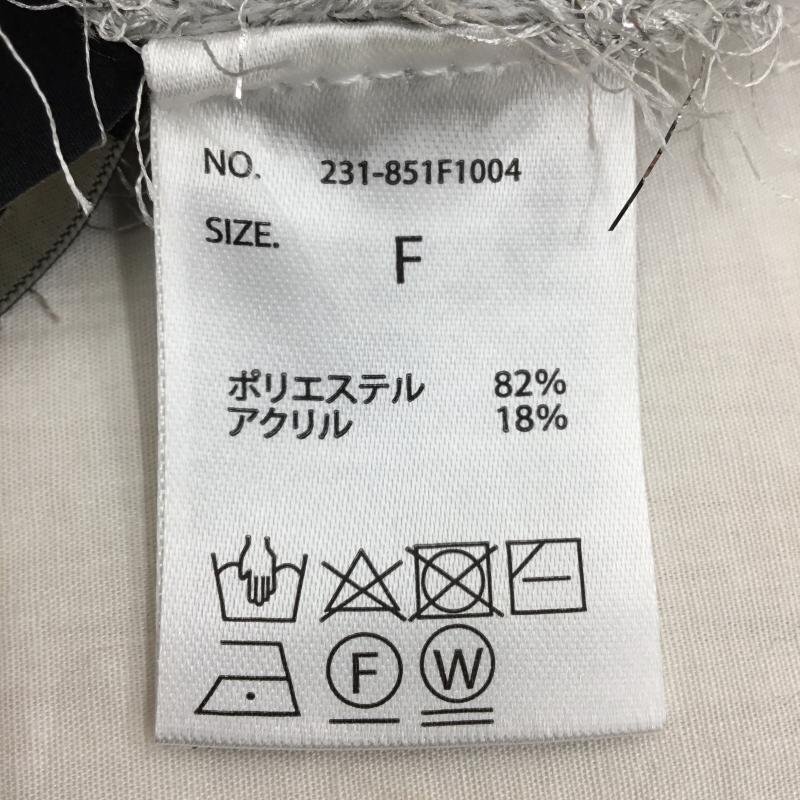 NO. 231-851F1004
SIZE. F
ポリエステル 82%
アクリル 18%
F W